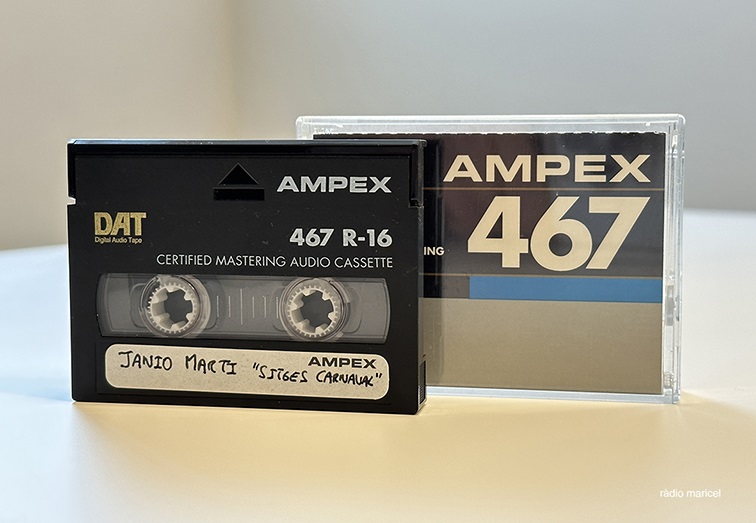 AMPEX
DAT
Digital Audio Tape
467 R-16
CERTIFIED MASTERING AUDIO CASSETTE
AMPEX
JANIO MARTI "SITGES CARNAVAL"
AMPEX
467
ING
ràdio maricel